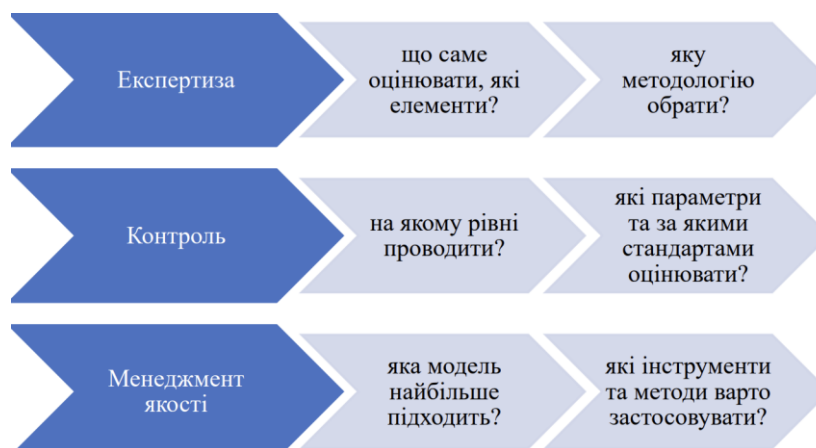 Експертиза
що саме
оцінювати, які
елементи?
яку
методологію
обрати?
Контроль
на якому рівні
проводити?
які параметри
та за якими
стандартами
оцінювати?
Менеджмент
якості
яка модель
найбільше
підходить?
які інструменти
та методи варто
застосовувати?